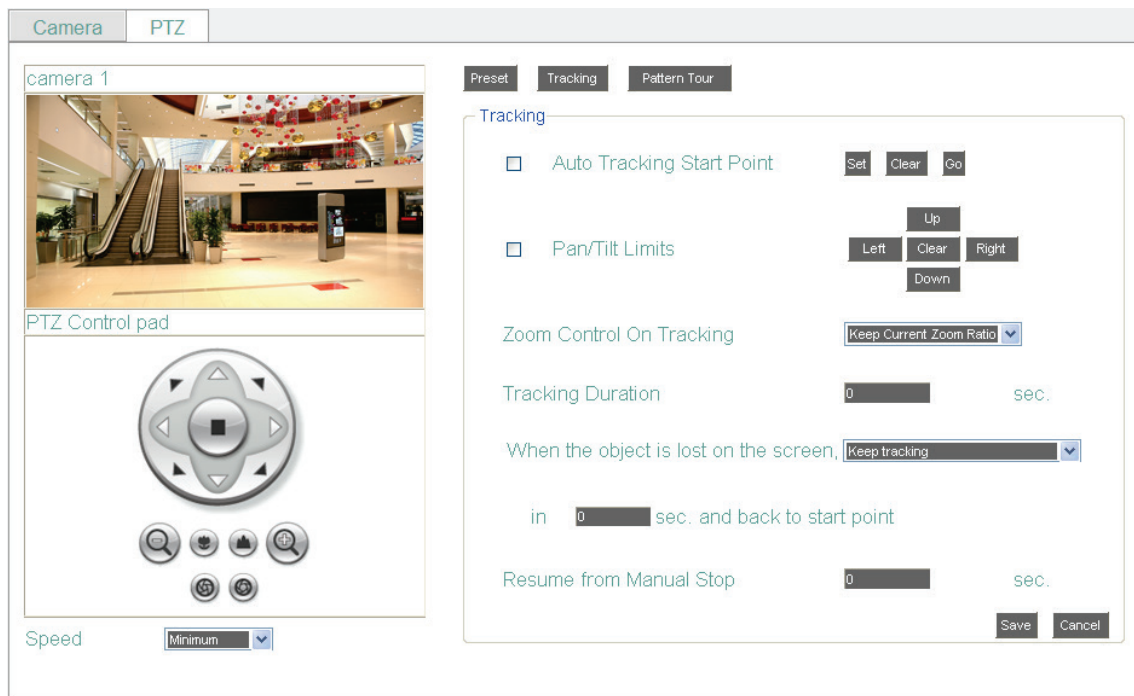 Camera PTZ
camera 1
PTZ Control pad
Speed Minimum
Preset Tracking Pattern Tour
Tracking
Auto Tracking Start Point Set Clear Go
Up
Pan/Tilt Limits Left Clear Right
Down
Zoom Control On Tracking Keep Current Zoom Ratio
Tracking Duration 0 sec.
When the object is lost on the screen, Keep tracking
in 0 sec. and back to start point
Resume from Manual Stop 0 sec.
Save Cancel